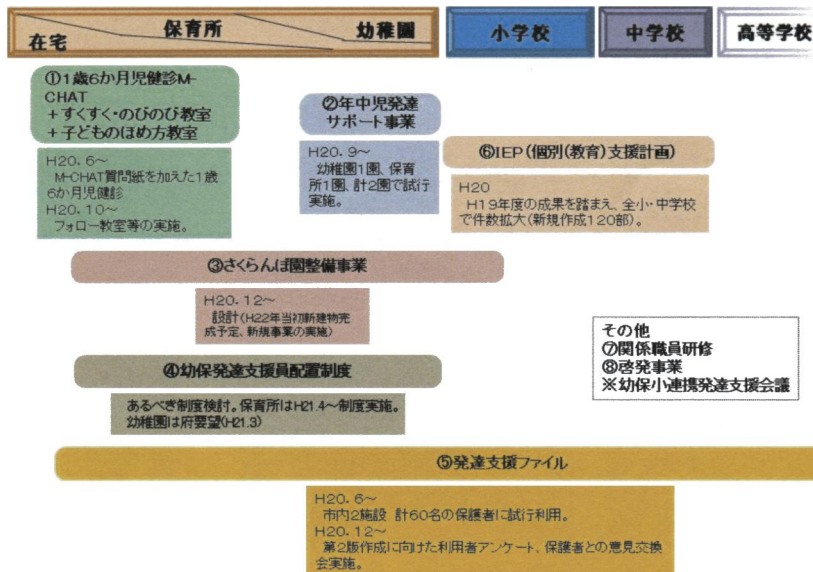 在宅
保育所
幼稚園
小学校
中学校
高等学校
①1歳6か月児健診M-
CHAT
+すくすく・のびのび教室
+子どものほめ方教室
H20.6~
M-CHAT質問紙を加えた1歳
6か月児健診
H20.10~
フォロー教室等の実施。
②年中児発達
サポート事業
H20.9~
幼稚園1園、保育
所1園、計2園で試行
実施。
⑥IEP(個別(教育)支援計画)
H20
H19年度の成果を踏まえ、全小・中学校
で件数拡大(新規作成120部)。
③さくらんぼ園整備事業
H20.12~
設計(H22年当初新建物完
成予定、新規事業の実施)
④幼保発達支援員配置制度
あるべき制度検討。保育所はH21.4~制度実施。
幼稚園は府要望(H21.3)
その他
⑦関係職員研修
⑧啓発事業
※幼保小連携発達支援会議
⑤発達支援ファイル
H20.6~
市内2施設 計60名の保護者に試行利用。
H20.12~
第2版作成に向けた利用者アンケート、保護者との意見交換
会実施。